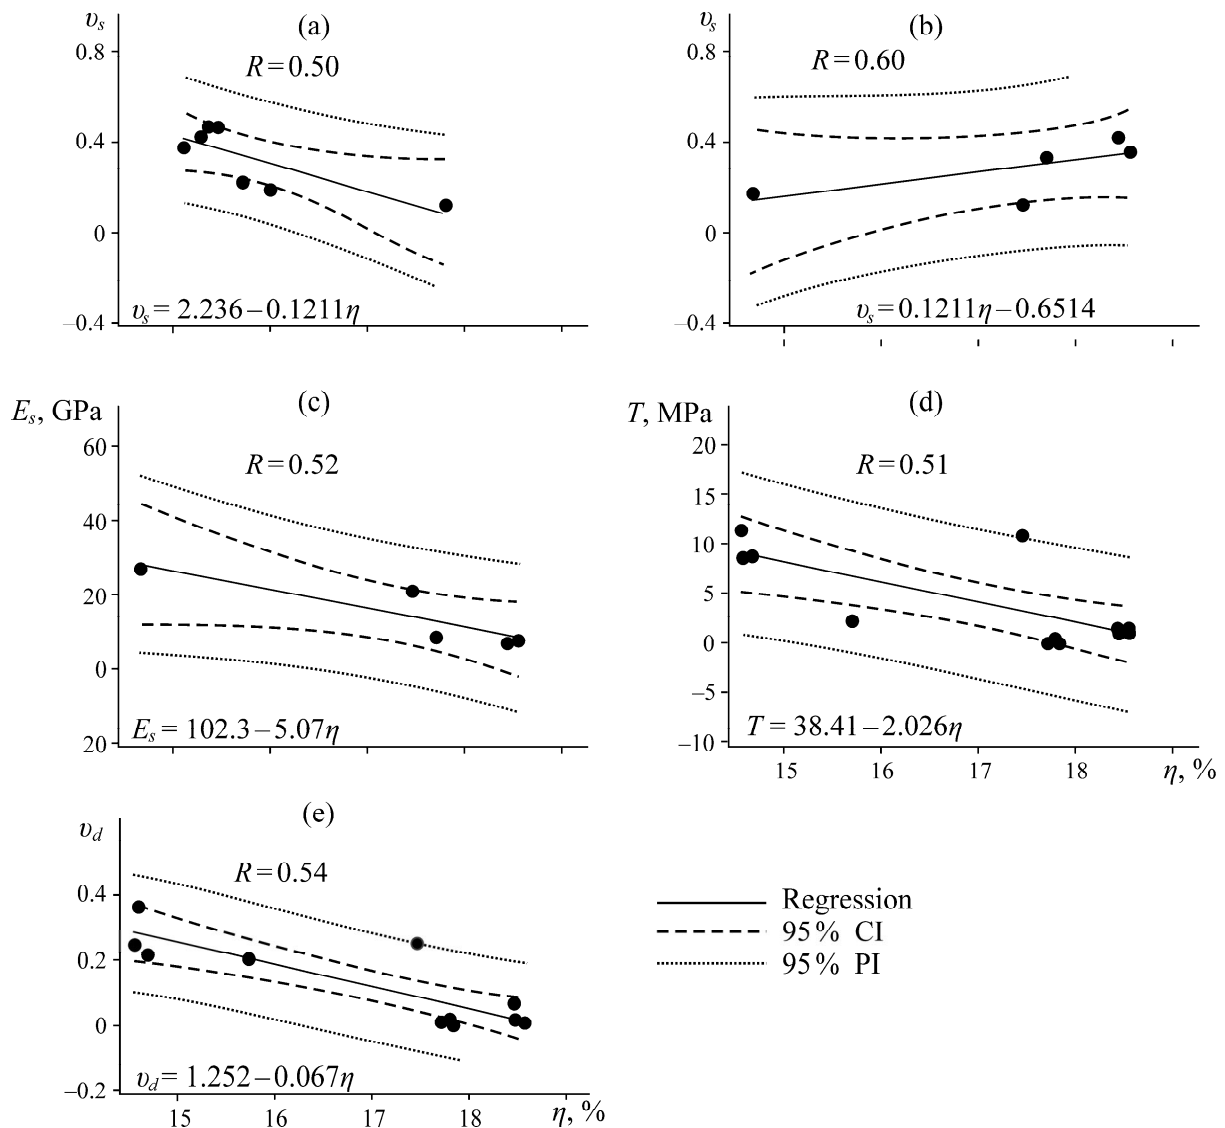 (a)
υs
0.8
0.4
0
–0.4
R = 0.50
υs = 2.236 – 0.1211η
(b)
υs
0.8
0.4
0
–0.4
R = 0.60
υs = 0.1211η – 0.6514
(c)
Es, GPa
60
40
20
0
20
R = 0.52
Es = 102.3 – 5.07η
(d)
T, MPa
20
15
10
5
0
–5
–10
R = 0.51
T = 38.41 – 2.026η
15 16 17 18 η, %
(e)
υd
0.4
0.2
0
–0.2
R = 0.54
υd = 1.252 – 0.067η
15 16 17 18 η, %
Regression
95% CI
95% PI